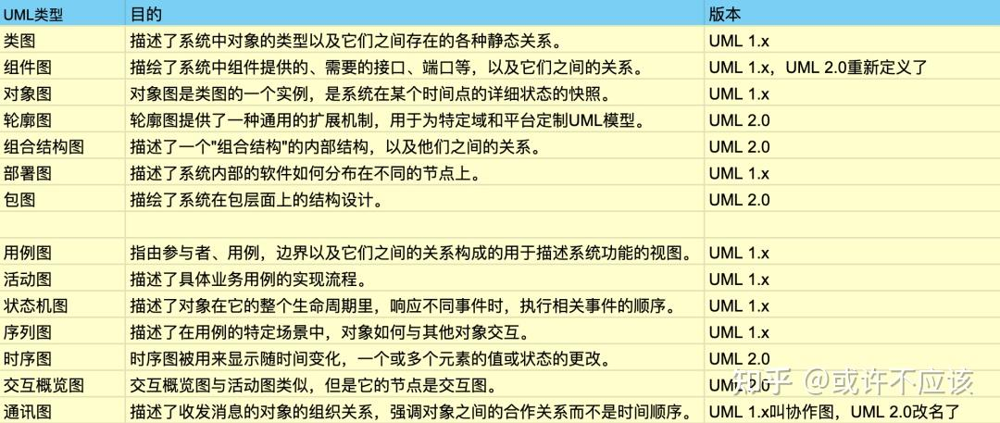 UML类型 目的 版本
类图 描述了系统中对象的类型以及它们之间存在的各种静态关系。 UML 1.x
组件图 描绘了系统中组件提供的、需要的接口、端口等，以及它们之间的关系。 UML 1.x，UML 2.0重新定义了
对象图 对象图是类图的一个实例，是系统在某个时间点的详细状态的快照。 UML 1.x
轮廓图 轮廓图提供了一种通用的扩展机制，用于为特定域和平台定制UML模型。 UML 2.0
组合结构图 描述了一个"组合结构"的内部结构，以及他们之间的关系。 UML 2.0
部署图 描述了系统内部的软件如何分布在不同的节点上。 UML 1.x
包图 描绘了系统在包层面上的结构设计。 UML 2.0
用例图 指由参与者、用例，边界以及它们之间的关系构成的用于描述系统功能的视图。 UML 1.x
活动图 描述了具体业务用例的实现流程。 UML 1.x
状态机图 描述了对象在它的整个生命周期里，响应不同事件时，执行相关事件的顺序。 UML 1.x
序列图 描述了在用例的特定场景中，对象如何与其他对象交互。 UML 1.x
时序图 时序图被用来显示随时间变化，一个或多个元素的值或状态的更改。 UML 2.0
交互概览图 交互概览图与活动图类似，但是它的节点是交互图。 UML 2.0
知乎 @或许不应该
通讯图 描述了收发消息的对象的组织关系，强调对象之间的合作关系而不是时间顺序。 UML 1.x叫协作图，UML 2.0改名了